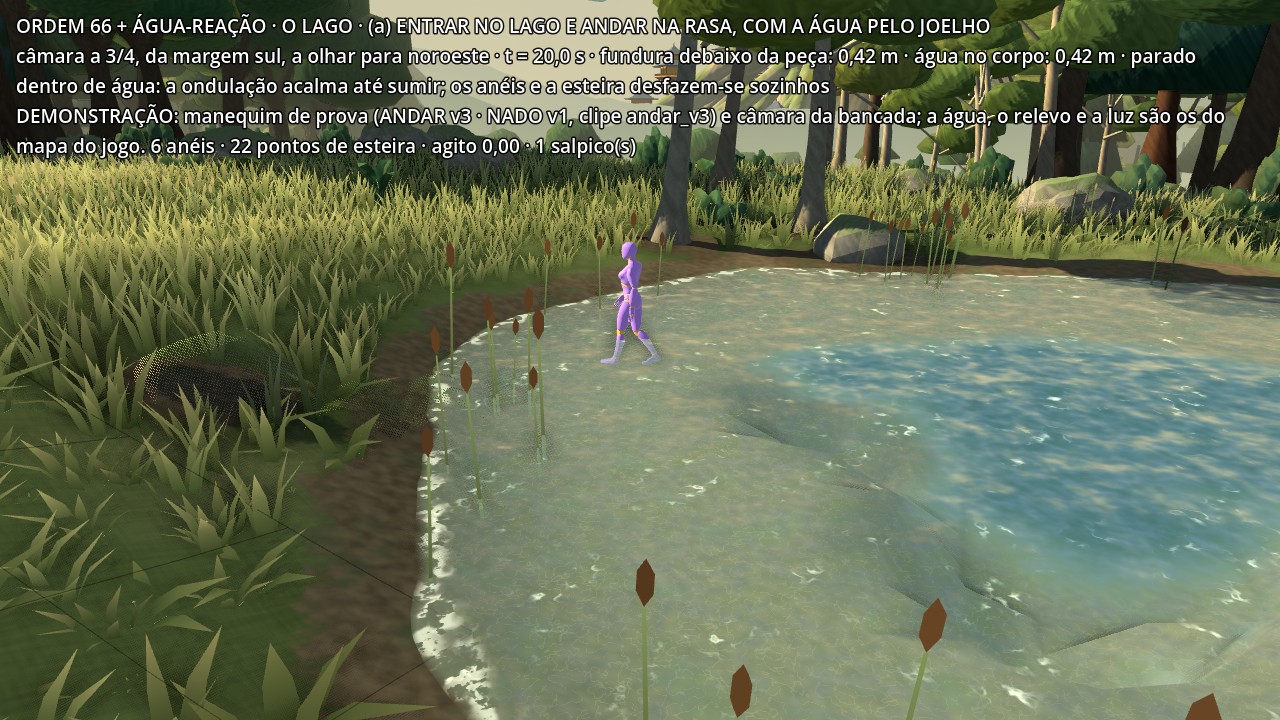 ORDEM 66 + ÁGUA-REAÇÃO · O LAGO · (a) ENTRAR NO LAGO E ANDAR NA RASA, COM A ÁGUA PELO JOELHO
câmara a 3/4, da margem sul, a olhar para noroeste · t = 20,0 s · fundura debaixo da peça: 0,42 m · água no corpo: 0,42 m · parado
dentro de água: a ondulação acalma até sumir; os anéis e a esteira desfazem-se sozinhos
DEMONSTRAÇÃO: manequim de prova (ANDAR v3 · NADO v1, clipe andar_v3) e câmara da bancada; a água, o relevo e a luz são os do
mapa do jogo. 6 anéis · 22 pontos de esteira · agito 0,00 · 1 salpico(s)